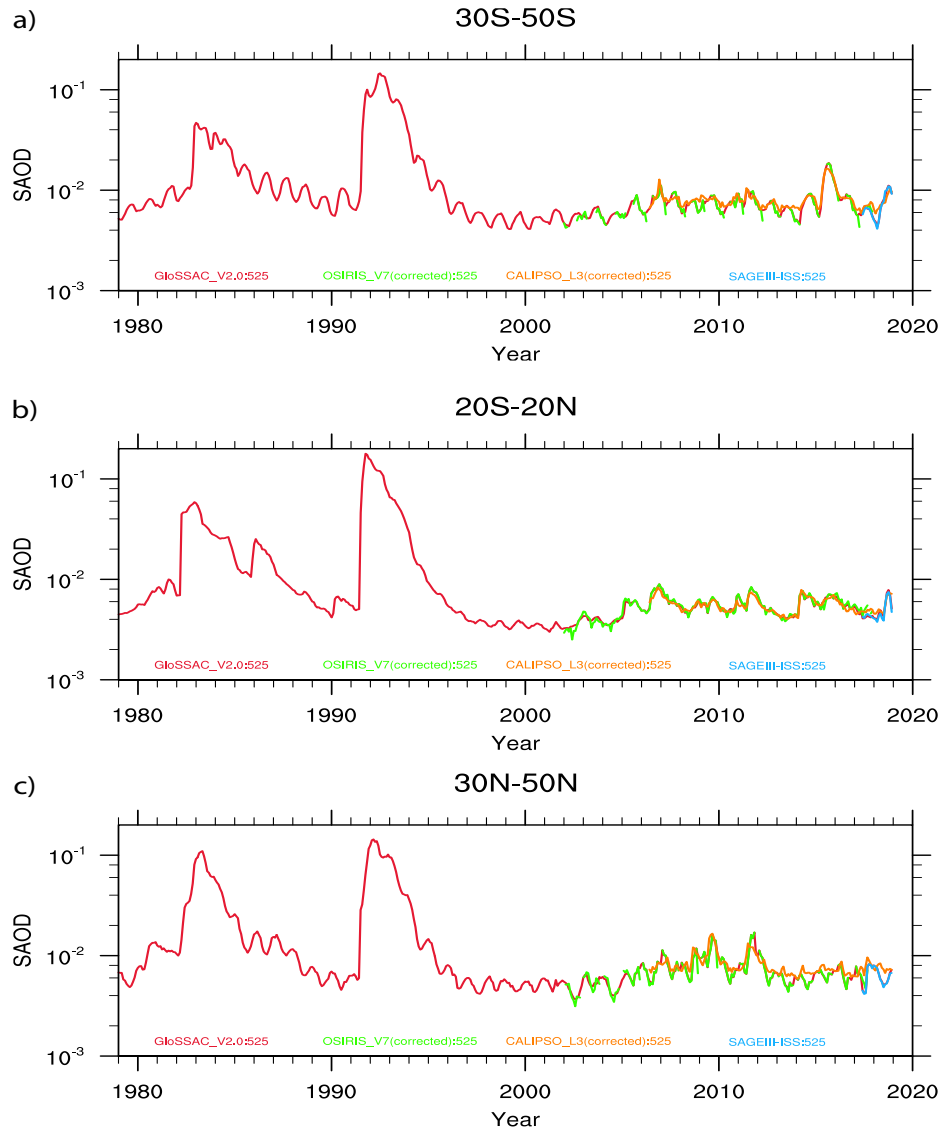 a)
30S-50S
SAOD
10-1
10-2
10-3
GloSSAC_V2.0:525 OSIRIS_V7(corrected):525 CALIPSO_L3(corrected):525 SAGEIII-ISS:525
1980 1990 2000 2010 2020
Year
b)
20S-20N
SAOD
10-1
10-2
10-3
GloSSAC_V2.0:525 OSIRIS_V7(corrected):525 CALIPSO_L3(corrected):525 SAGEIII-ISS:525
1980 1990 2000 2010 2020
Year
c)
30N-50N
SAOD
10-1
10-2
10-3
GloSSAC_V2.0:525 OSIRIS_V7(corrected):525 CALIPSO_L3(corrected):525 SAGEIII-ISS:525
1980 1990 2000 2010 2020
Year